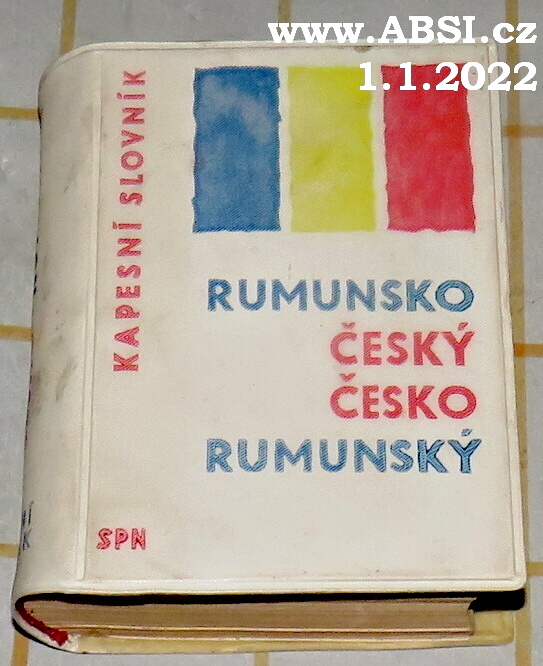 www.ABSI.cz
1.1.2022
KAPESNÍ SLOVNÍK
RUMUNSKO
ČESKÝ
ČESKO
RUMUNSKÝ
SPN